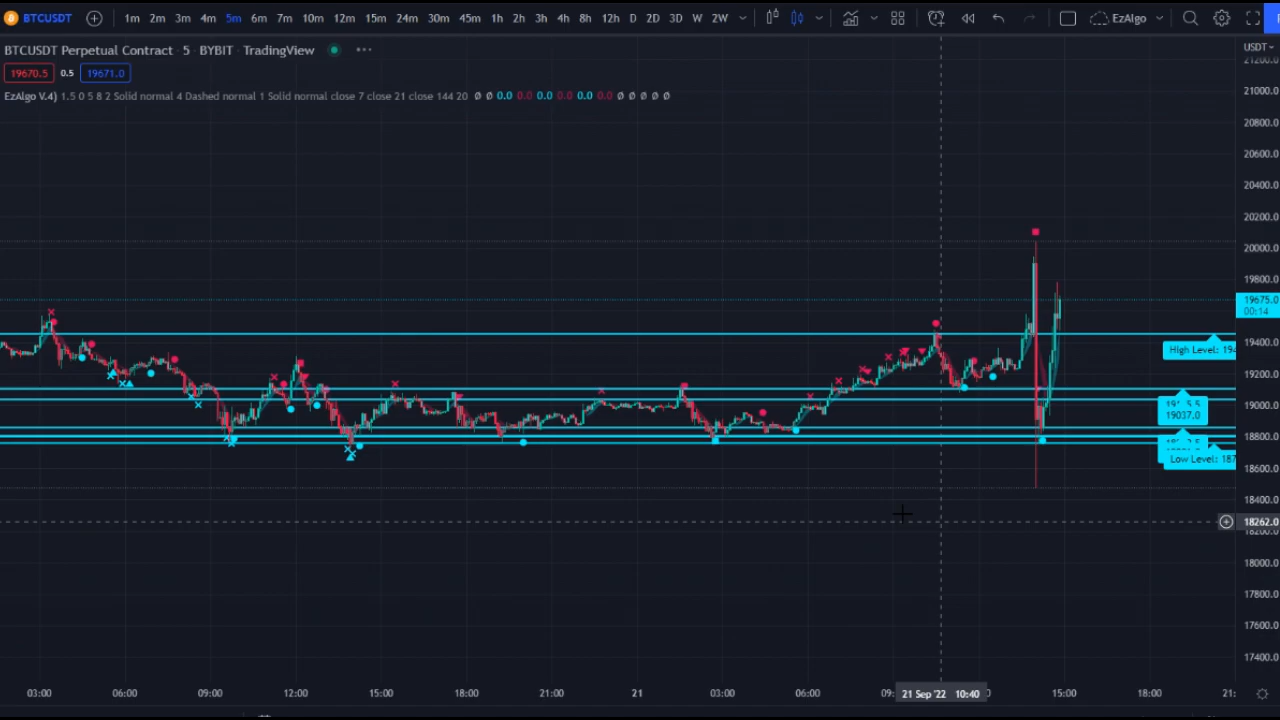 BTCUSDT 1m 2m 3m 4m 5m 6m 7m 10m 12m 15m 24m 30m 45m 1h 2h 3h 4h 8h 12h D 2D 3D W 2W EzAlgo
BTCUSDT Perpetual Contract · 5 · BYBIT · TradingView
USDT
19670.5 0.5 19671.0
EzAlgo V.4) 1.5 0 5 8 2 Solid normal 4 Dashed normal 1 Solid normal close 7 close 21 close 144 20 Ø Ø 0.0 0.0 0.0 0.0 0.0 0.0 Ø Ø Ø Ø Ø
21000.0
20800.0
20600.0
20400.0
20200.0
20000.0
19800.0
19675.0
00:14
19400.0
High Level: 19
19200.0
19000.0
19037.0
18800.0
Low Level: 187
18600.0
18400.0
18262.0
18200.0
18000.0
17800.0
17600.0
17400.0
03:00 06:00 09:00 12:00 15:00 18:00 21:00 21 03:00 06:00 09: 21 Sep '22 10:40 15:00 18:00 21: